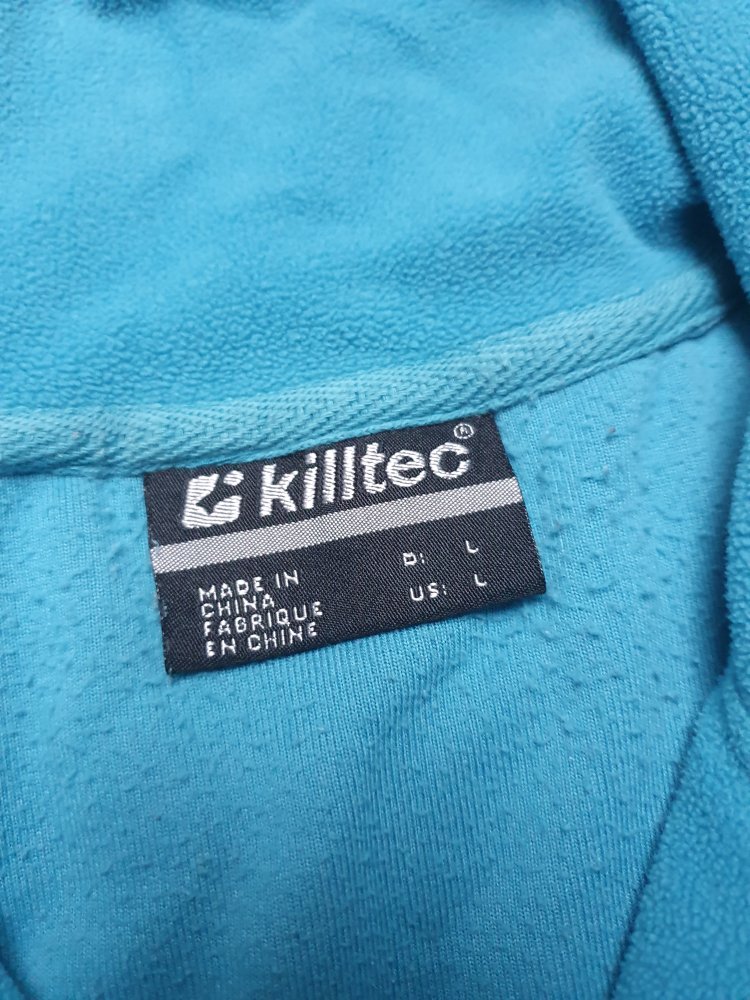 killtec®
D: L
US: L
MADE IN
CHINA
FABRIQUE
EN CHINE